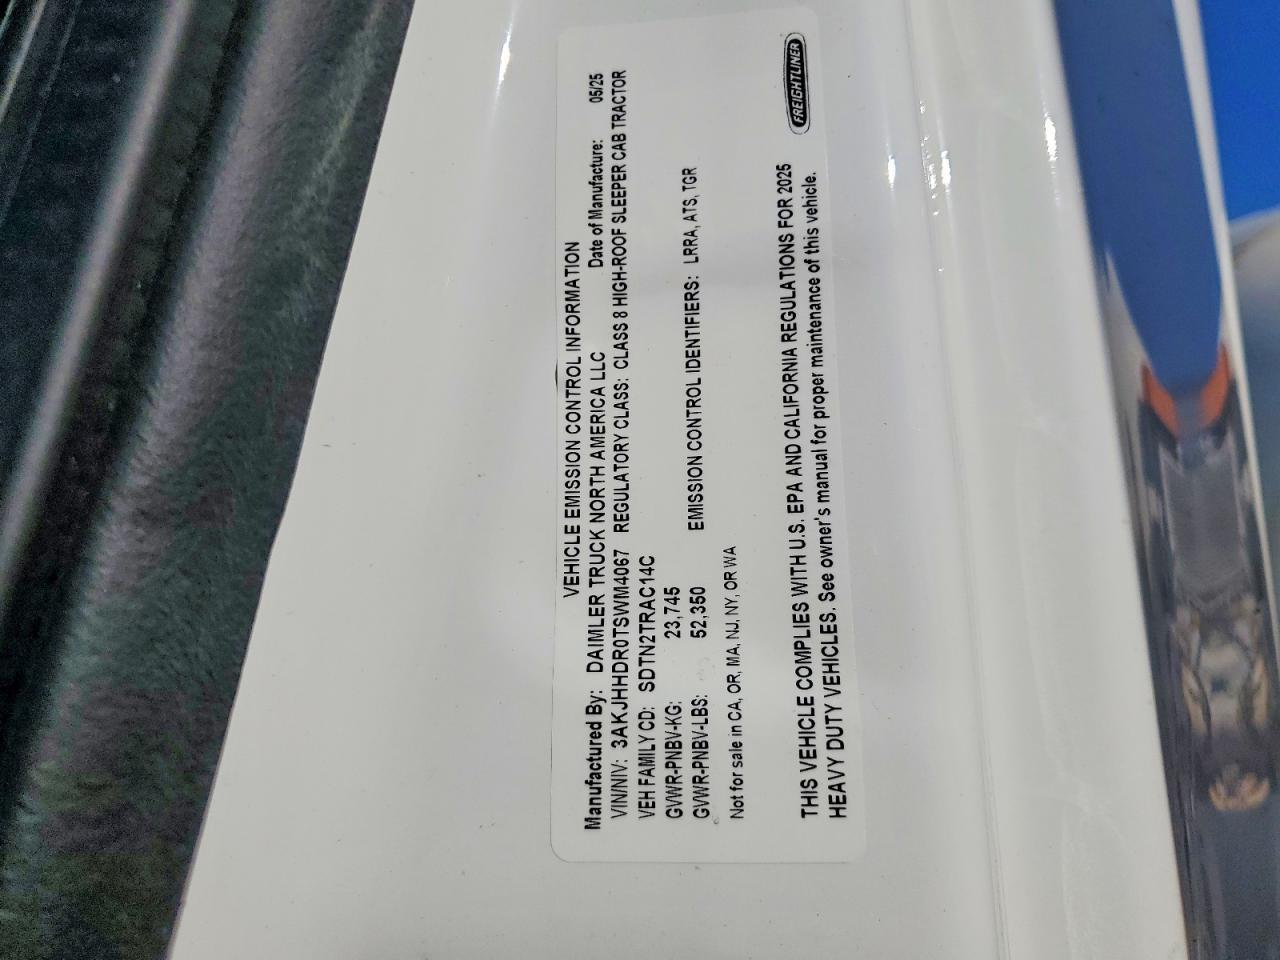 VEHICLE EMISSION CONTROL INFORMATION
Manufactured By: DAIMLER TRUCK NORTH AMERICA LLC Date of Manufacture: 05/25
VIN/NIV: 3AKJHHDR0TSWM4067 REGULATORY CLASS: CLASS 8 HIGH-ROOF SLEEPER CAB TRACTOR
VEH FAMILY CD: SDTN2TRAC14C
GVWR-PNBV-KG: 23,745
GVWR-PNBV-LBS: 52,350 EMISSION CONTROL IDENTIFIERS: LRRA, ATS, TGR
Not for sale in CA, OR, MA, NJ, NY, OR WA
THIS VEHICLE COMPLIES WITH U.S. EPA AND CALIFORNIA REGULATIONS FOR 2025
HEAVY DUTY VEHICLES. See owner's manual for proper maintenance of this vehicle.
FREIGHTLINER